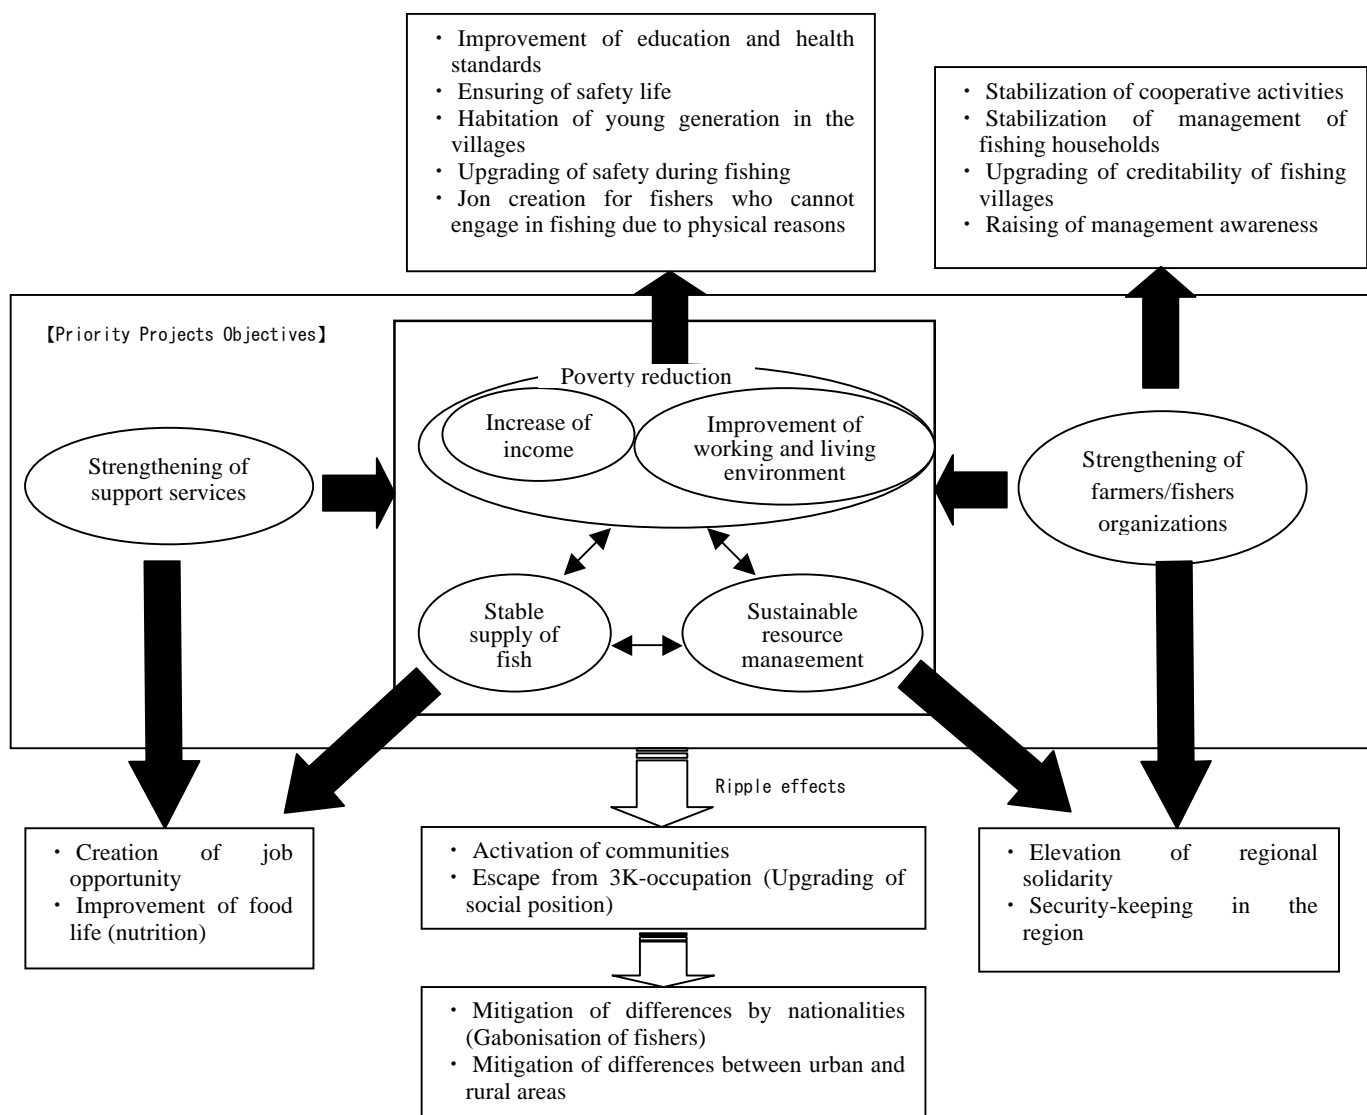 ・ Improvement of education and health
standards
・ Ensuring of safety life
・ Habitation of young generation in the
villages
・ Upgrading of safety during fishing
・ Jon creation for fishers who cannot
engage in fishing due to physical reasons
・ Stabilization of cooperative activities
・ Stabilization of management of
fishing households
・ Upgrading of creditability of fishing
villages
・ Raising of management awareness
【Priority Projects Objectives】
Poverty reduction
Increase of
income
Improvement of
working and living
environment
Strengthening of
support services
Strengthening of
farmers/fishers
organizations
Stable
supply of
fish
Sustainable
resource
management
Ripple effects
・ Creation of job
opportunity
・ Improvement of food
life (nutrition)
・ Activation of communities
・ Escape from 3K-occupation (Upgrading of
social position)
・ Elevation of regional
solidarity
・ Security-keeping in the
region
・ Mitigation of differences by nationalities
(Gabonisation of fishers)
・ Mitigation of differences between urban and
rural areas